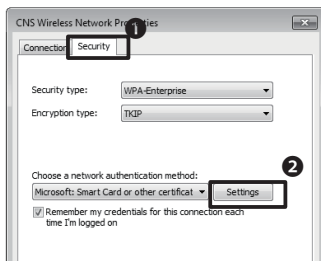 CNS Wireless Network Properties
1
Connection Security
Security type: WPA-Enterprise
Encryption type: TKIP
Choose a network authentication method:
2
Microsoft: Smart Card or other certificat Settings
Remember my credentials for this connection each
time I'm logged on